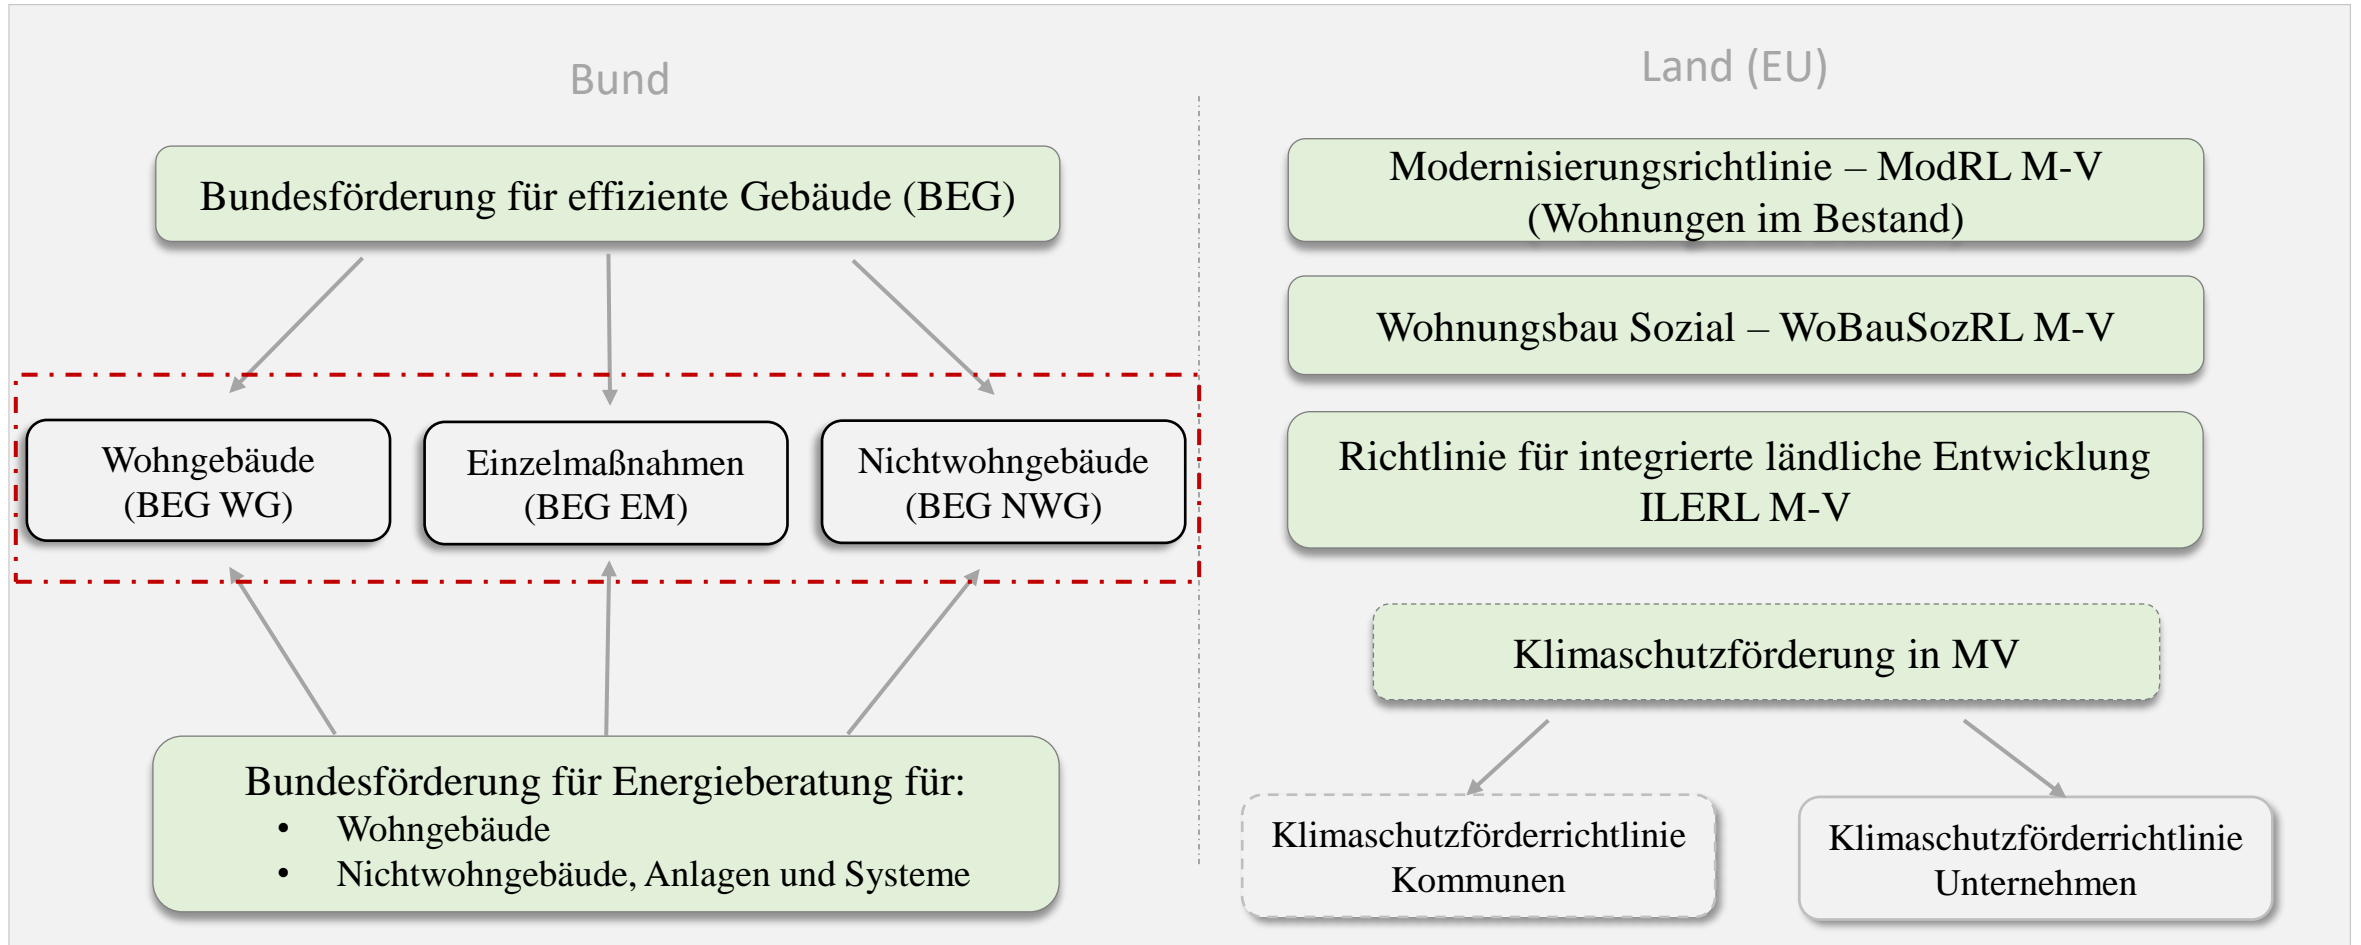 Bund
Bundesförderung für effiziente Gebäude (BEG)
Wohngebäude
(BEG WG)
Einzelmaßnahmen
(BEG EM)
Nichtwohngebäude
(BEG NWG)
Bundesförderung für Energieberatung für:
• Wohngebäude
• Nichtwohngebäude, Anlagen und Systeme
Land (EU)
Modernisierungsrichtlinie – ModRL M-V
(Wohnungen im Bestand)
Wohnungsbau Sozial – WoBauSozRL M-V
Richtlinie für integrierte ländliche Entwicklung
ILERL M-V
Klimaschutzförderung in MV
Klimaschutzförderrichtlinie
Kommunen
Klimaschutzförderrichtlinie
Unternehmen